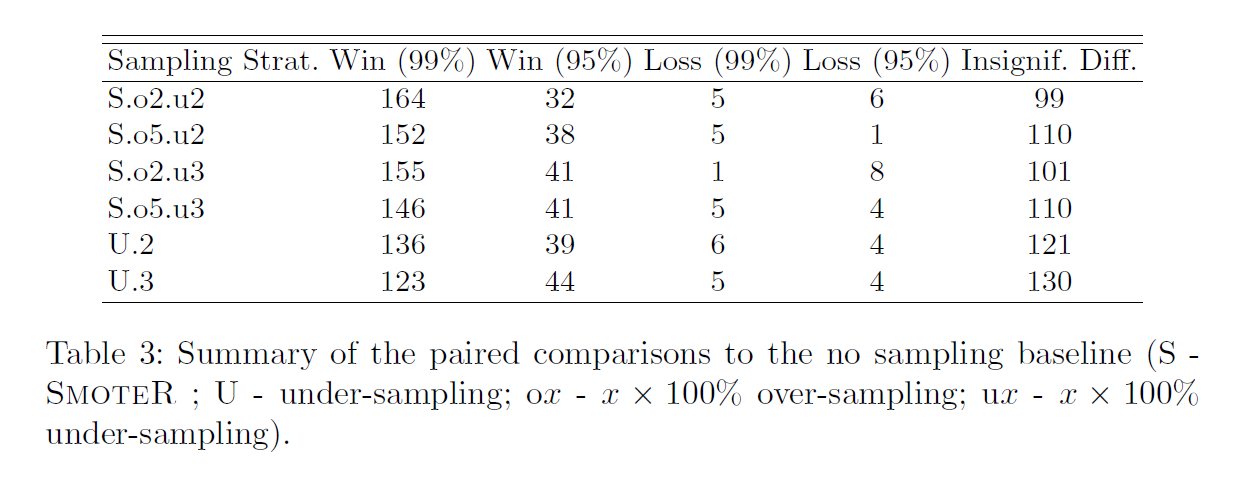 Sampling Strat. Win (99%) Win (95%) Loss (99%) Loss (95%) Insignif. Diff.
S.o2.u2 164 32 5 6 99
S.o5.u2 152 38 5 1 110
S.o2.u3 155 41 1 8 101
S.o5.u3 146 41 5 4 110
U.2 136 39 6 4 121
U.3 123 44 5 4 130
Table 3: Summary of the paired comparisons to the no sampling baseline (S -
SMOTER ; U - under-sampling; ox - x × 100% over-sampling; ux - x × 100%
under-sampling).